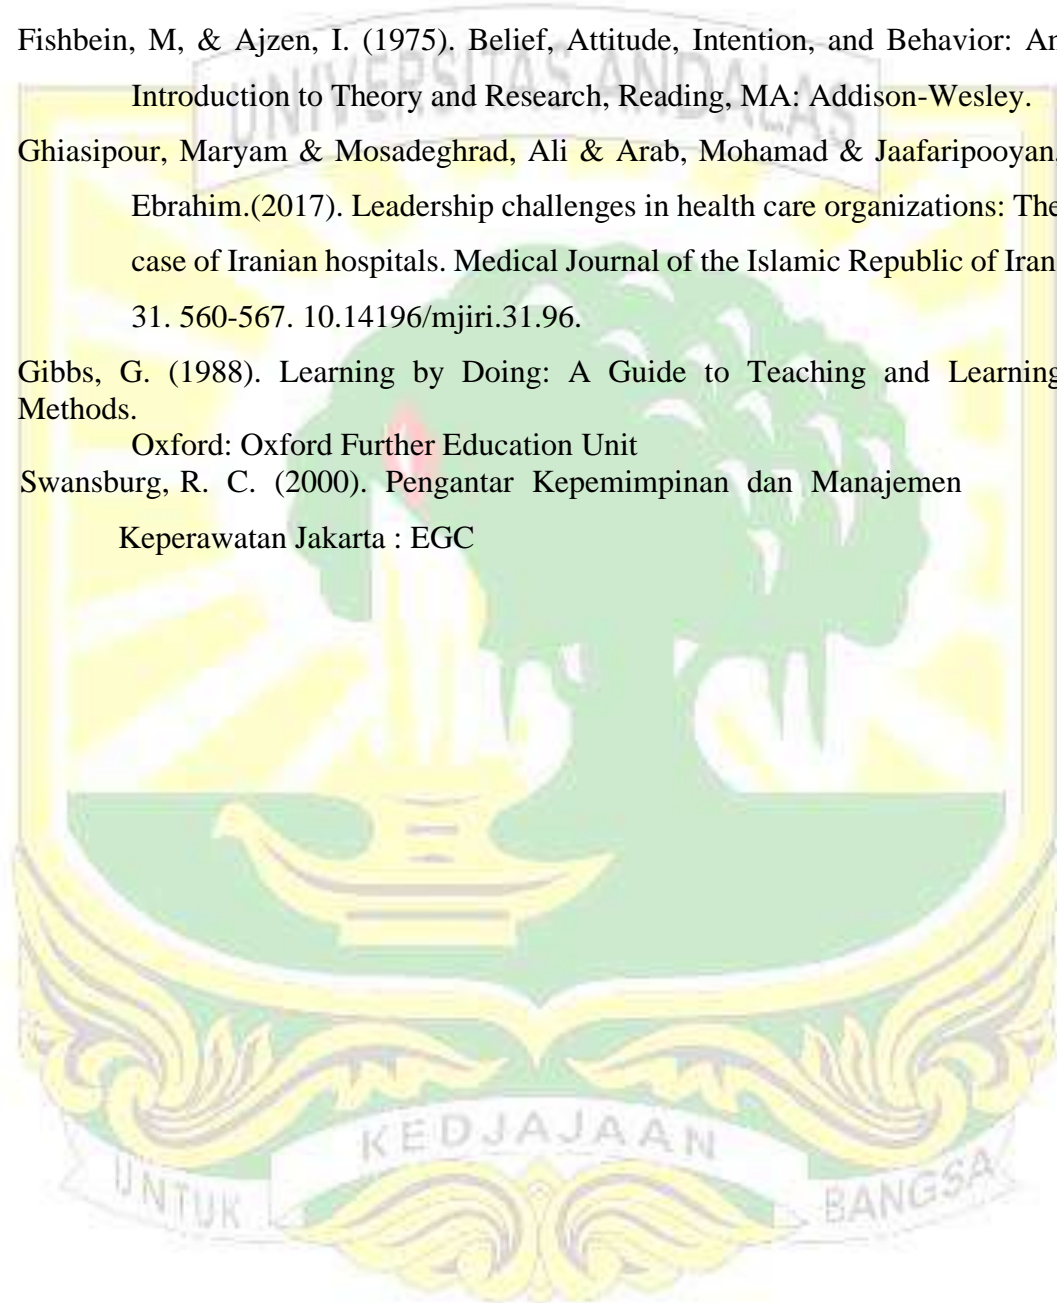 Fishbein, M, & Ajzen, I. (1975). Belief, Attitude, Intention, and Behavior: An
Introduction to Theory and Research, Reading, MA: Addison-Wesley.
UNIVERSITAS ANDALAS
Ghiasipour, Maryam & Mosadeghrad, Ali & Arab, Mohamad & Jaafaripooyan,
Ebrahim.(2017). Leadership challenges in health care organizations: The
case of Iranian hospitals. Medical Journal of the Islamic Republic of Iran
31. 560-567. 10.14196/mjiri.31.96.
Gibbs, G. (1988). Learning by Doing: A Guide to Teaching and Learning
Methods.
Oxford: Oxford Further Education Unit
Swansburg, R. C. (2000). Pengantar Kepemimpinan dan Manajemen
Keperawatan Jakarta : EGC
UNTUK KEDJAJAAN BANGSA